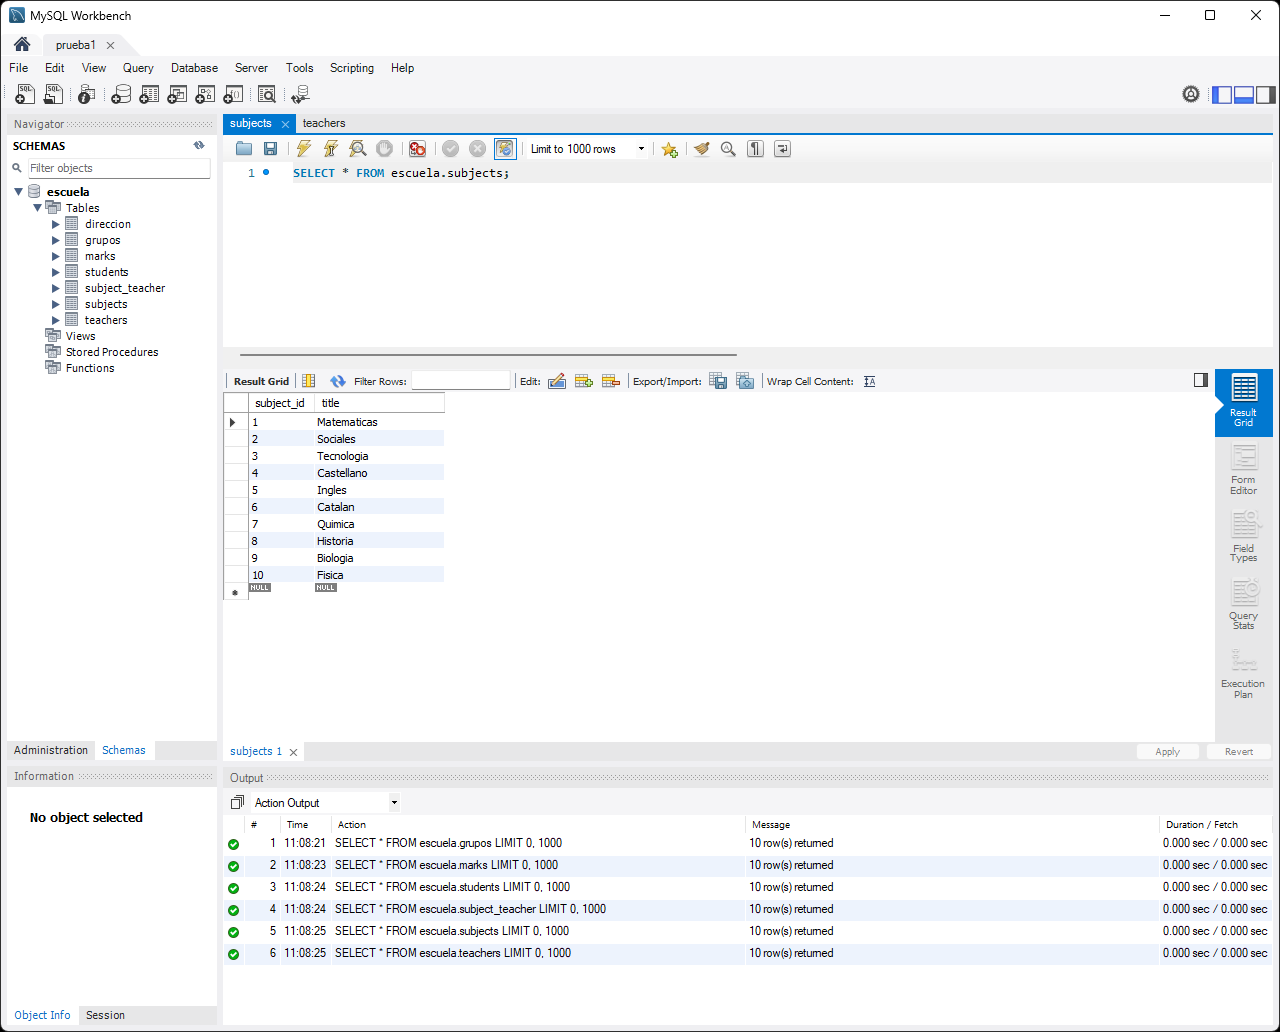 MySQL Workbench
prueba1
File Edit View Query Database Server Tools Scripting Help
Navigator
SCHEMAS
Filter objects
escuela
Tables
direccion
grupos
marks
students
subject_teacher
subjects
teachers
Views
Stored Procedures
Functions
Administration Schemas
Information
No object selected
Object Info Session
subjects teachers
Limit to 1000 rows
1 SELECT * FROM escuela.subjects;
Result Grid Filter Rows: Edit: Export/Import: Wrap Cell Content:
subject_id title
1 Matematicas
2 Sociales
3 Tecnologia
4 Castellano
5 Ingles
6 Catalan
7 Quimica
8 Historia
9 Biologia
10 Fisica
NULL NULL
Result
Grid
Form
Editor
Field
Types
Query
Stats
Execution
Plan
subjects 1 Apply Revert
Output
Action Output
# Time Action Message Duration / Fetch
1 11:08:21 SELECT * FROM escuela.grupos LIMIT 0, 1000 10 row(s) returned 0.000 sec / 0.000 sec
2 11:08:23 SELECT * FROM escuela.marks LIMIT 0, 1000 10 row(s) returned 0.000 sec / 0.000 sec
3 11:08:24 SELECT * FROM escuela.students LIMIT 0, 1000 10 row(s) returned 0.000 sec / 0.000 sec
4 11:08:24 SELECT * FROM escuela.subject_teacher LIMIT 0, 1000 10 row(s) returned 0.000 sec / 0.000 sec
5 11:08:25 SELECT * FROM escuela.subjects LIMIT 0, 1000 10 row(s) returned 0.000 sec / 0.000 sec
6 11:08:25 SELECT * FROM escuela.teachers LIMIT 0, 1000 10 row(s) returned 0.000 sec / 0.000 sec